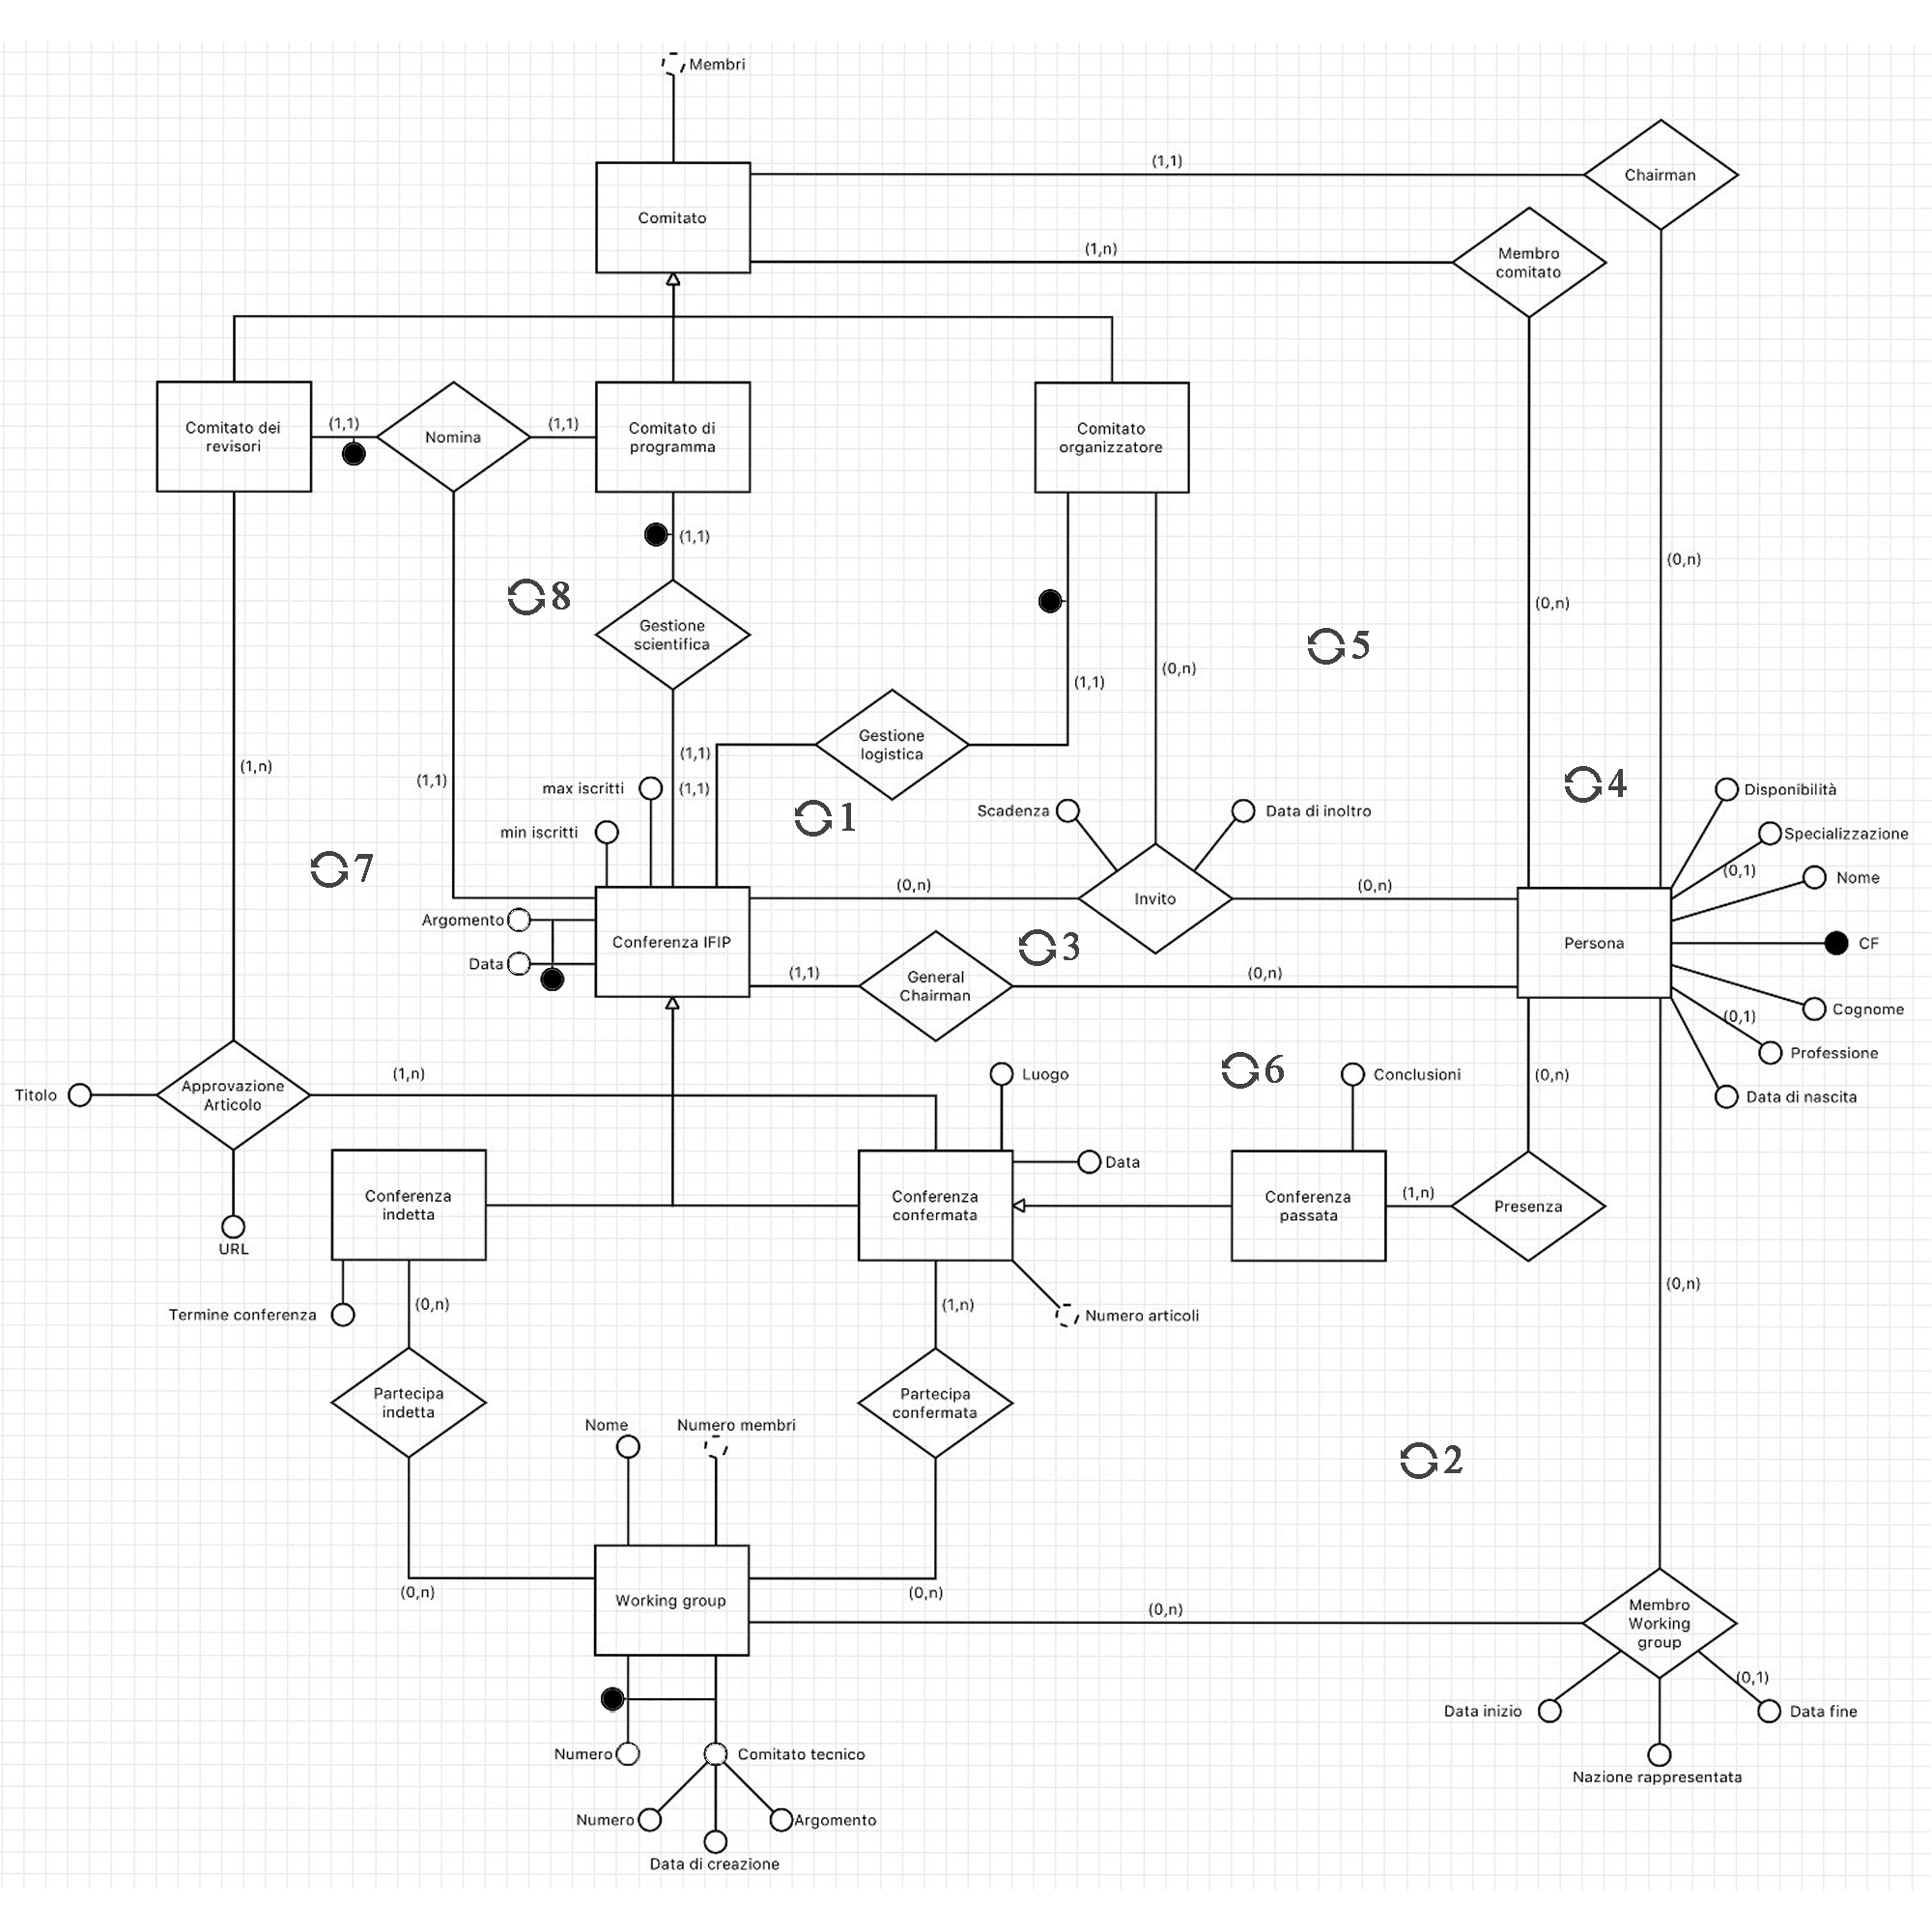 Membri
(1,1)
Chairman
Comitato
(1,n)
Membro
comitato
Comitato dei
revisori
(1,1)
Nomina
(1,1)
Comitato di
programma
Comitato
organizzatore
(1,1)
(0,n)
8
(0,n)
Gestione
scientifica
5
(0,n)
(1,1)
Gestione
logistica
(1,1)
(1,n)
(1,1)
max iscritti
(1,1)
4
Disponibilità
Scadenza
Data di inoltro
1
min iscritti
Specializzazione
(0,1)
7
Nome
(0,n)
(0,n)
Invito
Argomento
Conferenza IFIP
Persona
CF
3
Data
(1,1)
General
Chairman
(0,n)
Cognome
(0,1)
Professione
6
Titolo
Approvazione
Articolo
(1,n)
Luogo
Conclusioni
(0,n)
Data di nascita
Data
Conferenza
indetta
Conferenza
confermata
Conferenza
passata
(1,n)
Presenza
URL
(0,n)
Termine conferenza
(0,n)
(1,n)
Numero articoli
Partecipa
indetta
Partecipa
confermata
Nome
Numero membri
2
(0,n)
Working group
(0,n)
(0,n)
Membro
Working
group
(0,1)
Data inizio
Data fine
Numero
Comitato tecnico
Nazione rappresentata
Numero
Argomento
Data di creazione